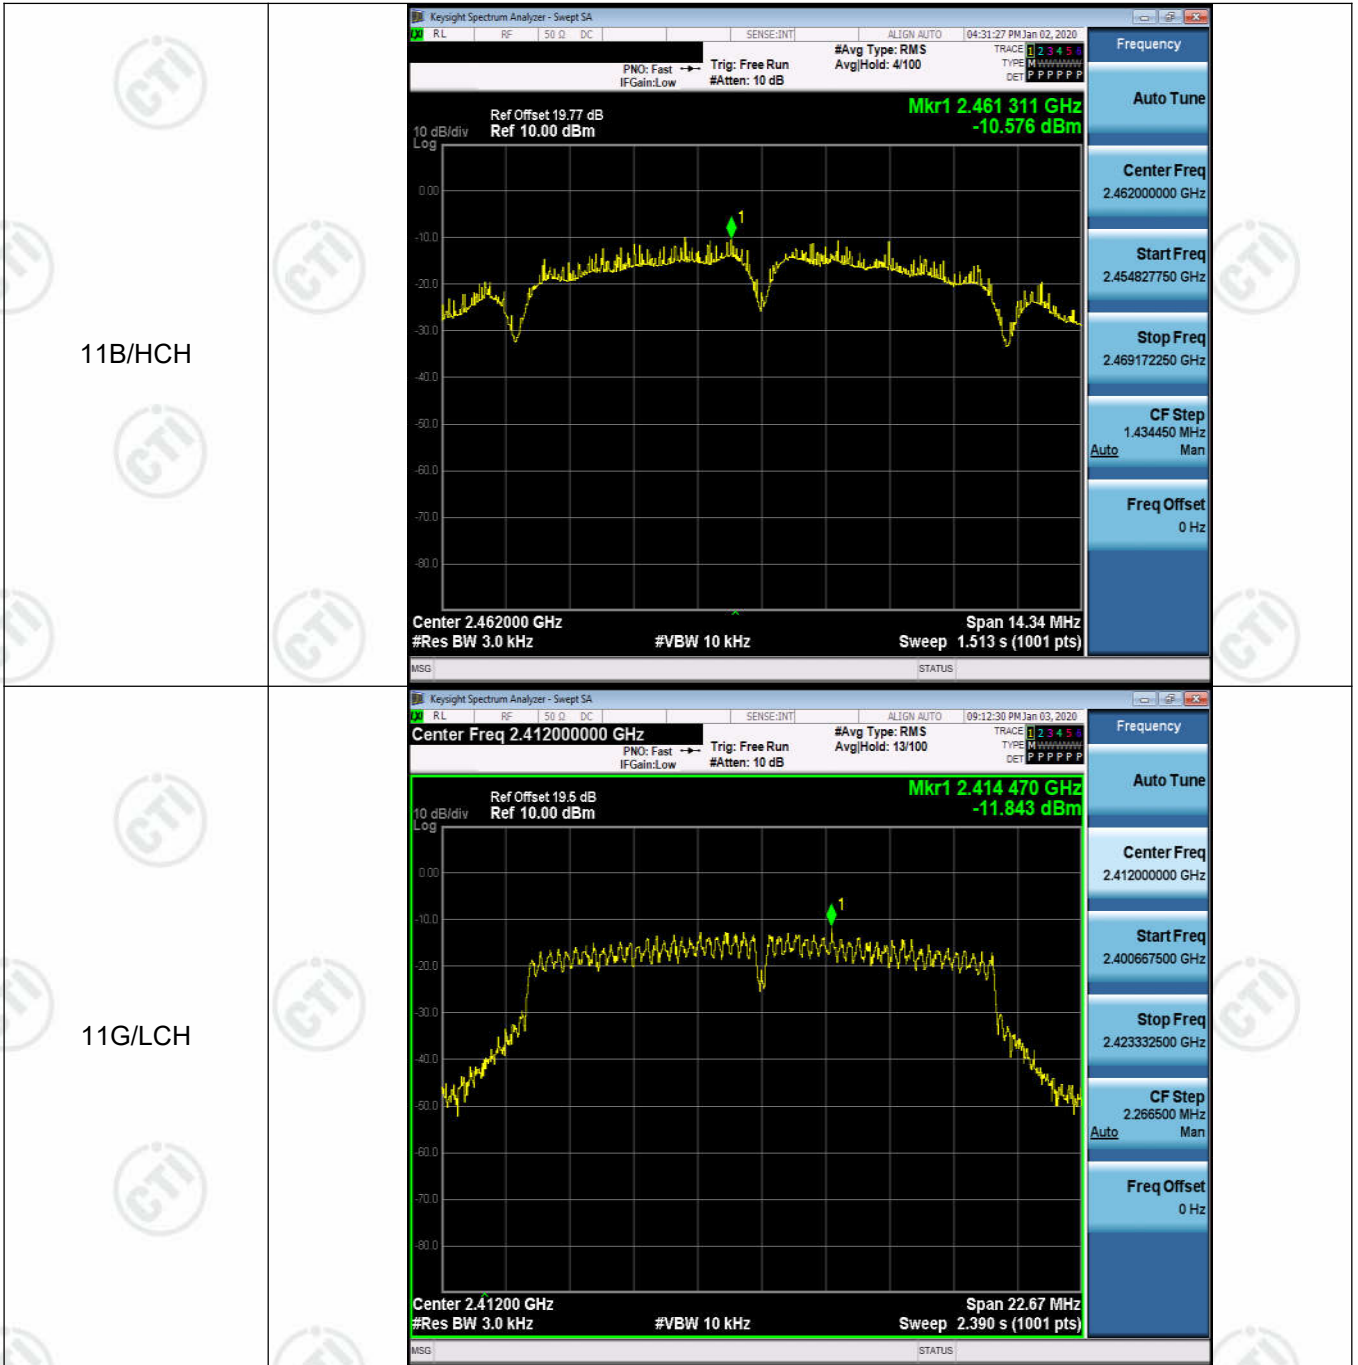 11B/HCH
Keysight Spectrum Analyzer - Swept SA
RL RF 50 Ω DC SENSE:INT ALIGN AUTO 04:31:27 PM Jan 02, 2020
#Avg Type: RMS TRACE 1 2 3 4 5 6
PNO: Fast Trig: Free Run Avg|Hold: 4/100 TYPE M WWWWW
IFGain:Low #Atten: 10 dB DET P P P P P P
Mkr1 2.461 311 GHz
-10.576 dBm
Ref Offset 19.77 dB
10 dB/div Ref 10.00 dBm
Log
0.00
1
-10.0
-20.0
-30.0
-40.0
-50.0
-60.0
-70.0
-80.0
Center 2.462000 GHz Span 14.34 MHz
#Res BW 3.0 kHz #VBW 10 kHz Sweep 1.513 s (1001 pts)
MSG STATUS
Frequency
Auto Tune
Center Freq
2.462000000 GHz
Start Freq
2.454827750 GHz
Stop Freq
2.469172250 GHz
CF Step
1.434450 MHz
Auto Man
Freq Offset
0 Hz
11G/LCH
Keysight Spectrum Analyzer - Swept SA
RL RF 50 Ω DC SENSE:INT ALIGN AUTO 09:12:30 PM Jan 03, 2020
Center Freq 2.412000000 GHz #Avg Type: RMS TRACE 1 2 3 4 5 6
PNO: Fast Trig: Free Run Avg|Hold: 13/100 TYPE M WWWWW
IFGain:Low #Atten: 10 dB DET P P P P P P
Mkr1 2.414 470 GHz
-11.843 dBm
Ref Offset 19.5 dB
10 dB/div Ref 10.00 dBm
Log
0.00
1
-10.0
-20.0
-30.0
-40.0
-50.0
-60.0
-70.0
-80.0
Center 2.41200 GHz Span 22.67 MHz
#Res BW 3.0 kHz #VBW 10 kHz Sweep 2.390 s (1001 pts)
MSG STATUS
Frequency
Auto Tune
Center Freq
2.412000000 GHz
Start Freq
2.400667500 GHz
Stop Freq
2.423332500 GHz
CF Step
2.266500 MHz
Auto Man
Freq Offset
0 Hz
CTI
CTI
CTI
CTI
CTI
CTI
CTI
CTI
CTI
CTI